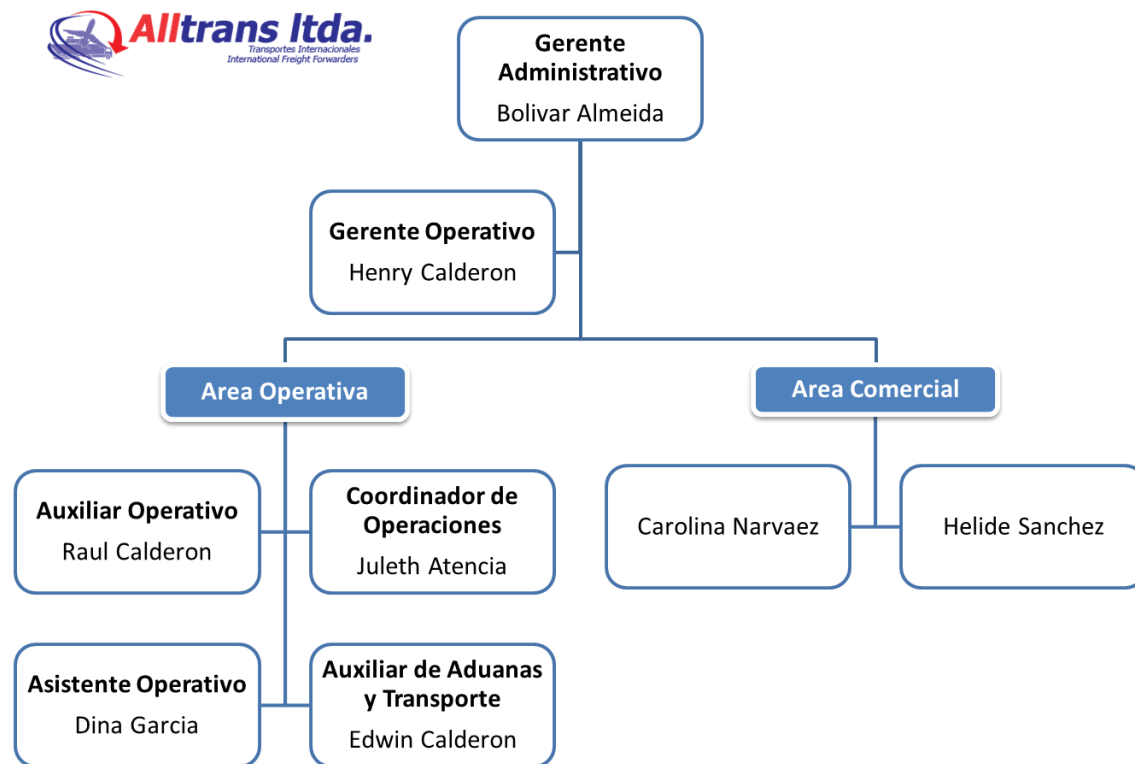 Alltrans ltda.
Transportes Internacionales
International Freight Forwarders
Gerente
Administrativo
Bolivar Almeida
Gerente Operativo
Henry Calderon
Area Operativa
Area Comercial
Auxiliar Operativo
Raul Calderon
Coordinador de
Operaciones
Juleth Atencia
Carolina Narvaez
Helide Sanchez
Asistente Operativo
Dina Garcia
Auxiliar de Aduanas
y Transporte
Edwin Calderon